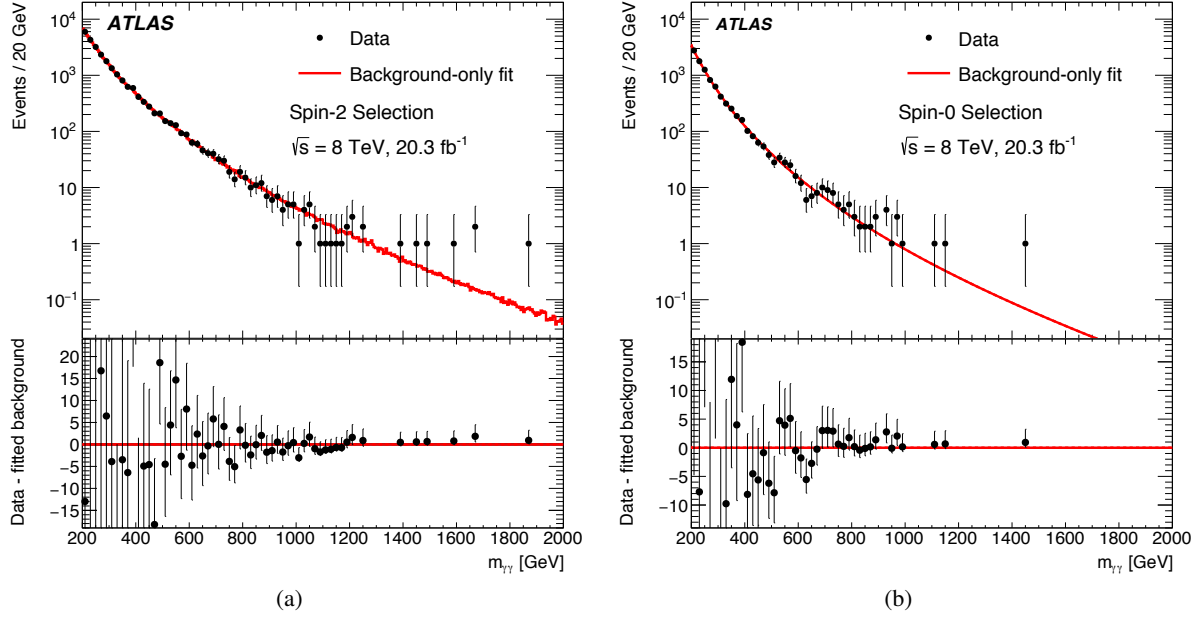 ATLAS
Data
Background-only fit
Spin-2 Selection
√s = 8 TeV, 20.3 fb⁻¹
Events / 20 GeV
10⁴
10³
10²
10
1
10⁻¹
Data - fitted background
20
15
10
5
0
−5
−10
−15
200 400 600 800 1000 1200 1400 1600 1800 2000
m_γγ [GeV]
(a)
ATLAS
Data
Background-only fit
Spin-0 Selection
√s = 8 TeV, 20.3 fb⁻¹
Events / 20 GeV
10⁴
10³
10²
10
1
10⁻¹
Data - fitted background
15
10
5
0
−5
−10
200 400 600 800 1000 1200 1400 1600 1800 2000
m_γγ [GeV]
(b)